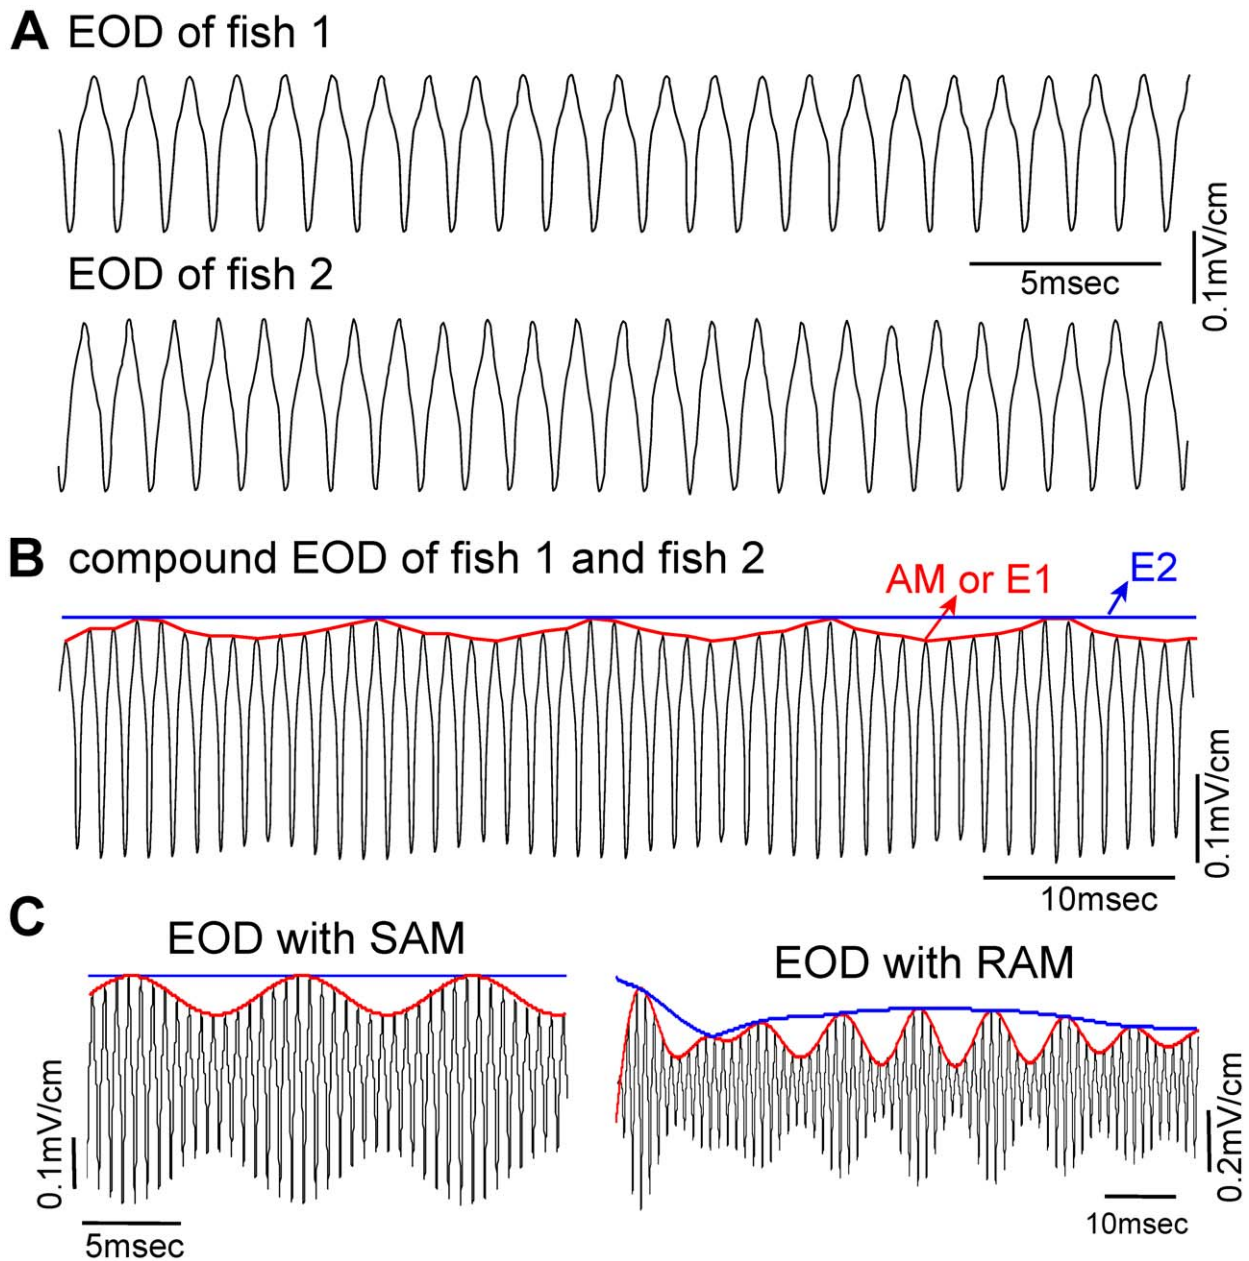 A EOD of fish 1
5msec
0.1mV/cm
EOD of fish 2
B compound EOD of fish 1 and fish 2
AM or E1
E2
0.1mV/cm
10msec
C
EOD with SAM
EOD with RAM
0.1mV/cm
5msec
0.2mV/cm
10msec